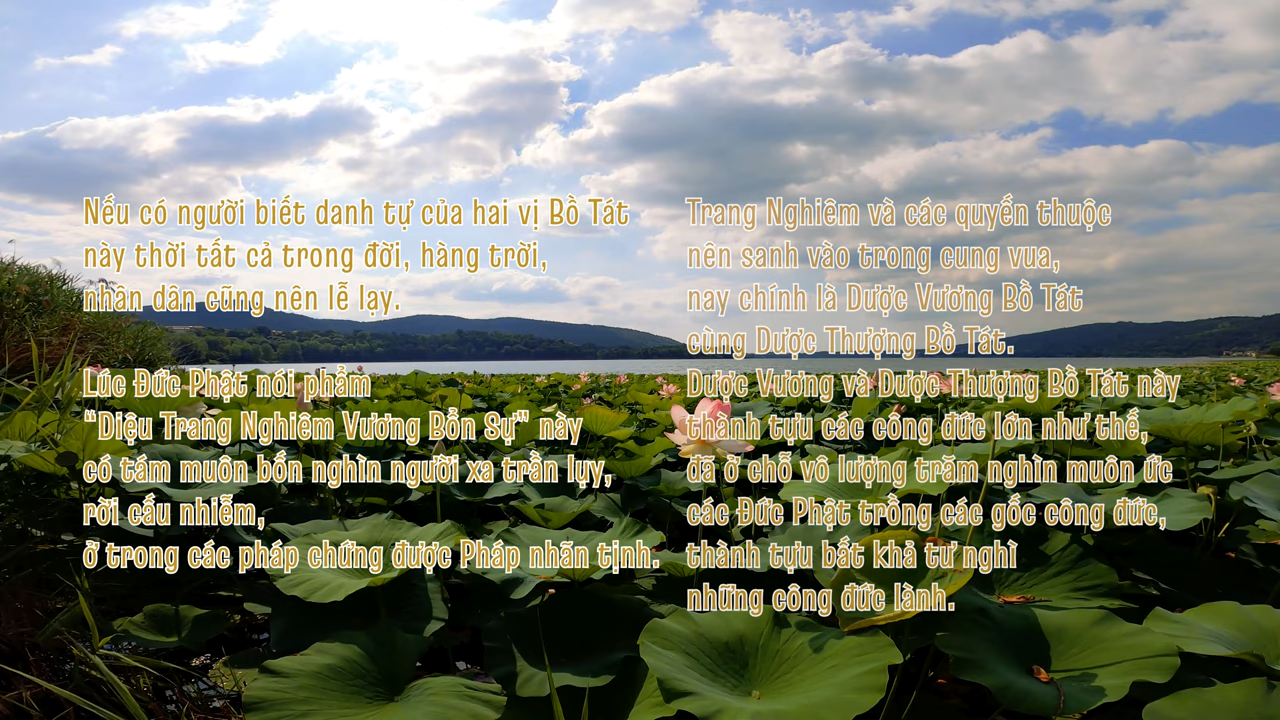 Nếu có người biết danh tự của hai vị Bồ Tát
này thời tất cả trong đời, hàng trời,
nhân dân cũng nên lễ lạy.
Lúc Đức Phật nói phẩm
“Diệu Trang Nghiêm Vương Bổn Sự” này
có tám muôn bốn nghìn người xa trần lụy,
rời cấu nhiễm,
ở trong các pháp chứng được Pháp nhãn tịnh.
Trang Nghiêm và các quyến thuộc
nên sanh vào trong cung vua,
nay chính là Dược Vương Bồ Tát
cùng Dược Thượng Bồ Tát.
Dược Vương và Dược Thượng Bồ Tát này
thành tựu các công đức lớn như thế,
đã ở chỗ vô lượng trăm nghìn muôn ức
các Đức Phật trồng các gốc công đức,
thành tựu bất khả tư nghì
những công đức lành.